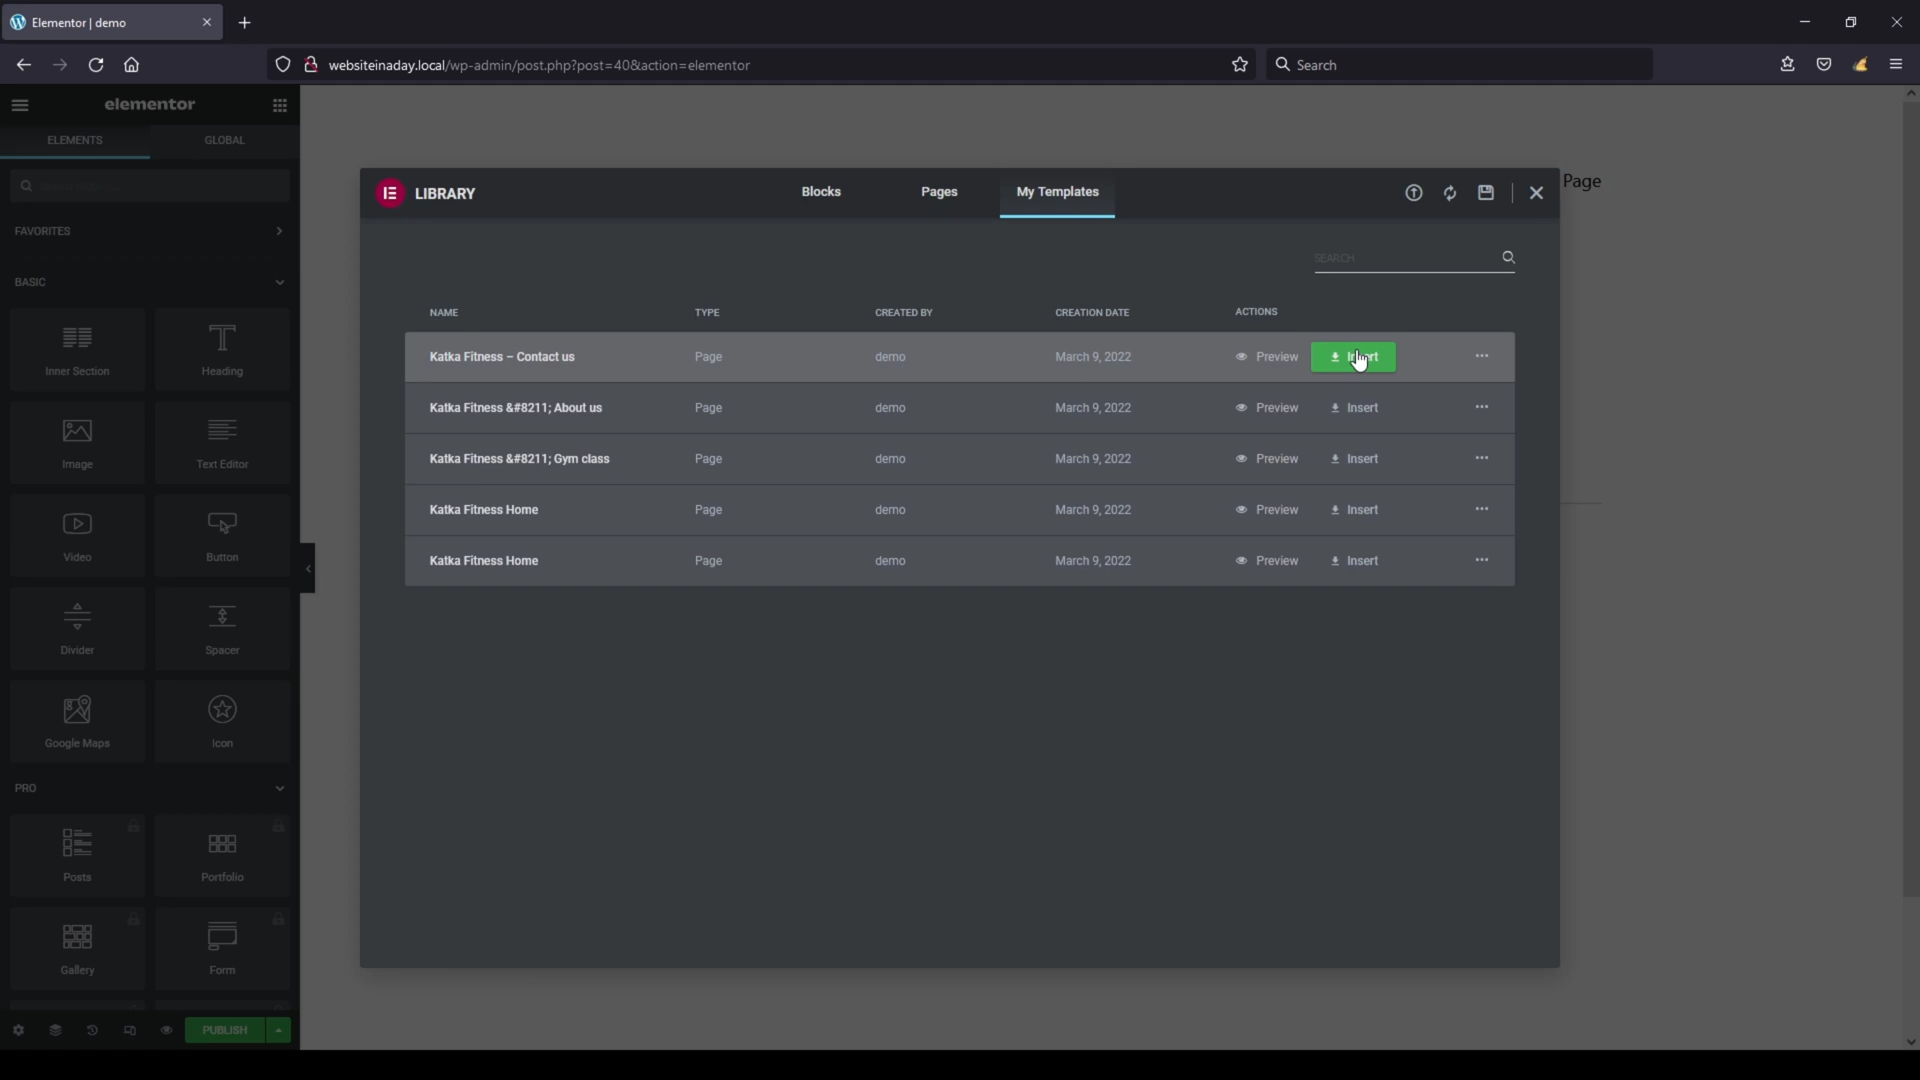 Elementor | demo
websiteinaday.local/wp-admin/post.php?post=40&action=elementor
Search
elementor
ELEMENTS GLOBAL
FAVORITES
BASIC
Inner Section Heading
Image Text Editor
Video Button
Divider Spacer
Google Maps Icon
PRO
Posts Portfolio
Gallery Form
PUBLISH
Page
LIBRARY Blocks Pages My Templates
SEARCH
NAME TYPE CREATED BY CREATION DATE ACTIONS
Katka Fitness – Contact us Page demo March 9, 2022 Preview
Katka Fitness &#8211; About us Page demo March 9, 2022 Preview Insert
Katka Fitness &#8211; Gym class Page demo March 9, 2022 Preview Insert
Katka Fitness Home Page demo March 9, 2022 Preview Insert
Katka Fitness Home Page demo March 9, 2022 Preview Insert